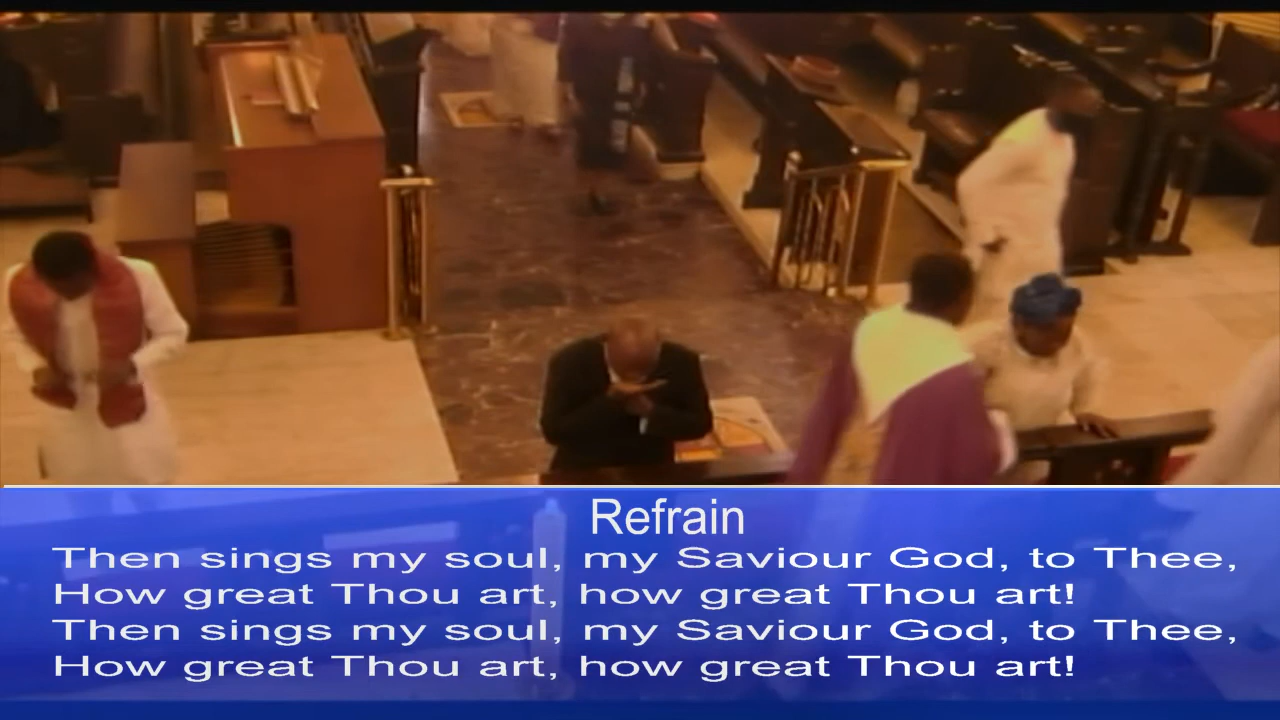 Refrain
Then sings my soul, my Saviour God, to Thee,
How great Thou art, how great Thou art!
Then sings my soul, my Saviour God, to Thee,
How great Thou art, how great Thou art!